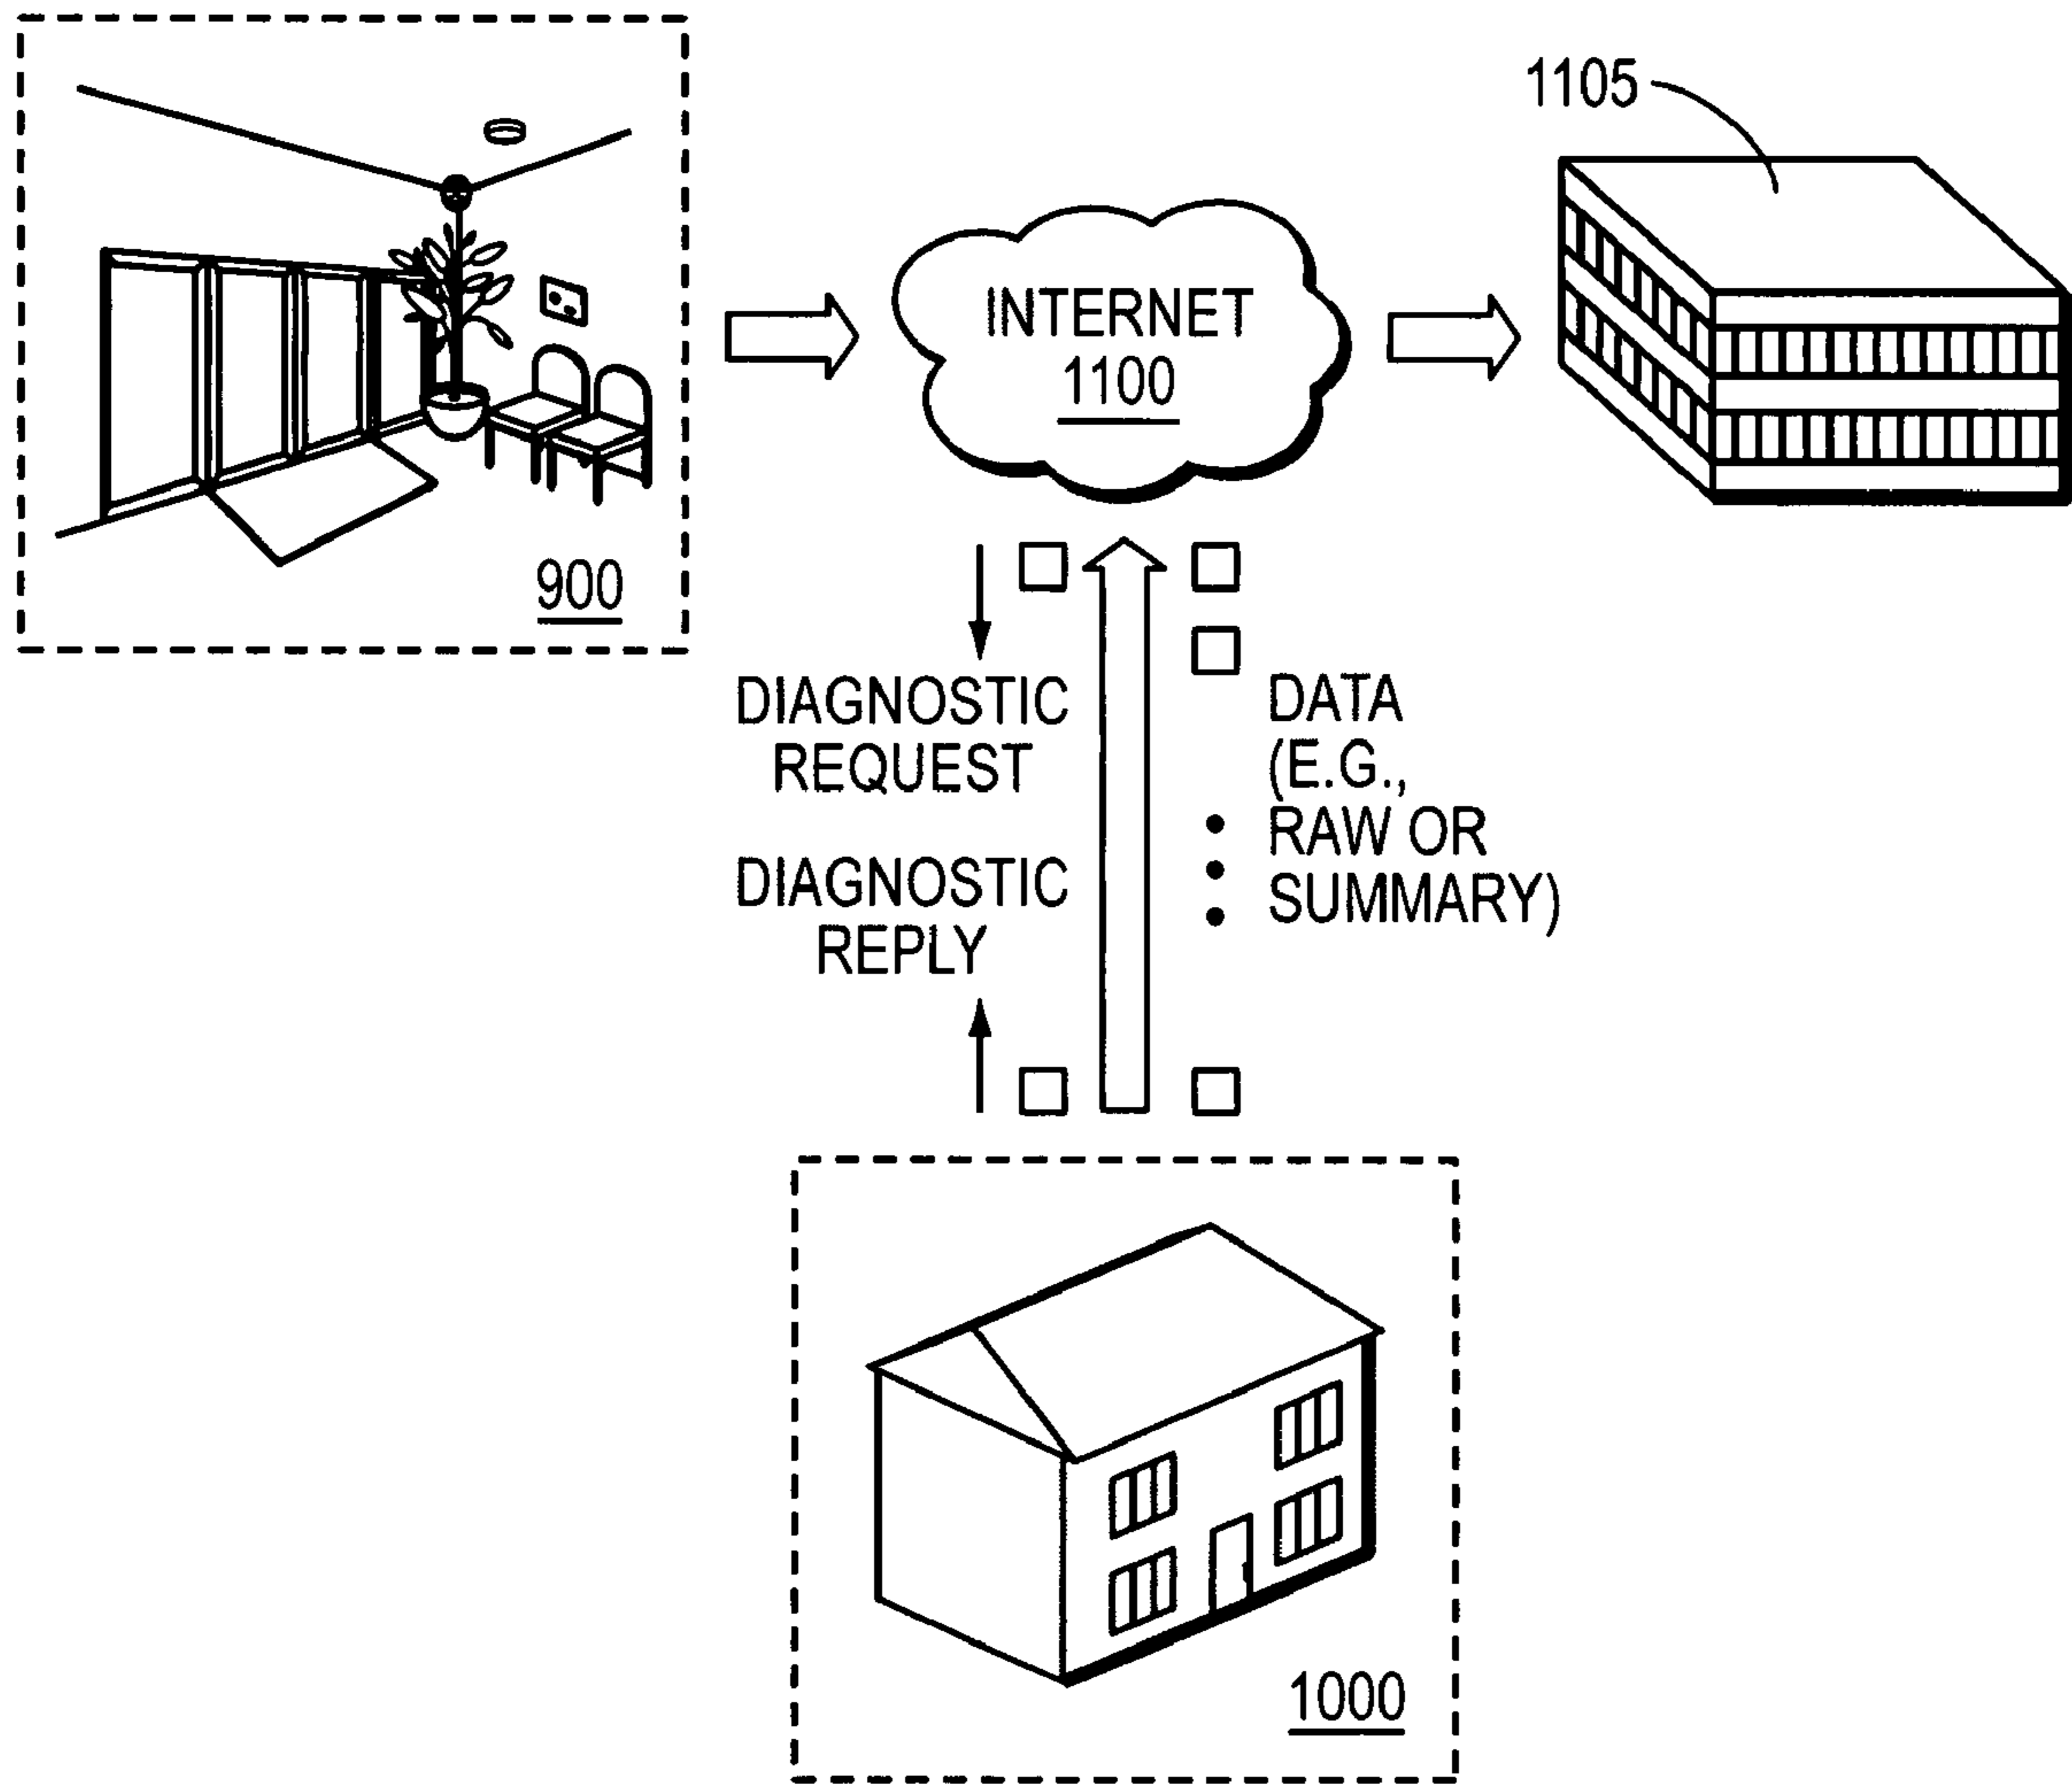 1105
INTERNET
1100
900
DIAGNOSTIC
REQUEST
DIAGNOSTIC
REPLY
DATA
(E.G.,
RAW OR
SUMMARY)
1000